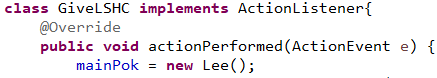 class GiveLSHC implements ActionListener{
@Override
public void actionPerformed(ActionEvent e) {
mainPok = new Lee();